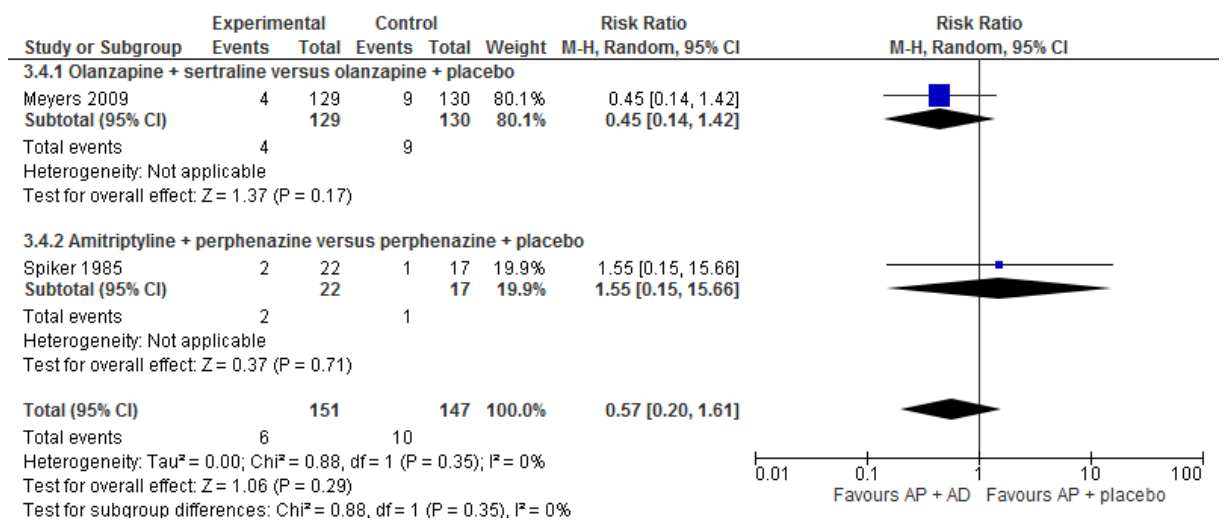 Experimental Control Risk Ratio Risk Ratio
Study or Subgroup Events Total Events Total Weight M-H, Random, 95% CI M-H, Random, 95% CI
3.4.1 Olanzapine + sertraline versus olanzapine + placebo
Meyers 2009 4 129 9 130 80.1% 0.45 [0.14, 1.42]
Subtotal (95% CI) 129 130 80.1% 0.45 [0.14, 1.42]
Total events 4 9
Heterogeneity: Not applicable
Test for overall effect: Z = 1.37 (P = 0.17)
3.4.2 Amitriptyline + perphenazine versus perphenazine + placebo
Spiker 1985 2 22 1 17 19.9% 1.55 [0.15, 15.66]
Subtotal (95% CI) 22 17 19.9% 1.55 [0.15, 15.66]
Total events 2 1
Heterogeneity: Not applicable
Test for overall effect: Z = 0.37 (P = 0.71)
Total (95% CI) 151 147 100.0% 0.57 [0.20, 1.61]
Total events 6 10
Heterogeneity: Tau² = 0.00; Chi² = 0.88, df = 1 (P = 0.35); I² = 0%
Test for overall effect: Z = 1.06 (P = 0.29)
Test for subgroup differences: Chi² = 0.88, df = 1 (P = 0.35), I² = 0%
0.01 0.1 1 10 100
Favours AP + AD Favours AP + placebo